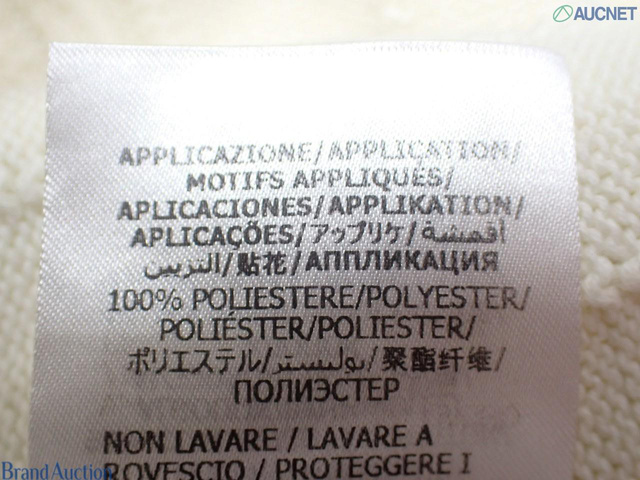 AUCNET
APPLICAZIONE/APPLICATION/
MOTIFS APPLIQUÉS/
APLICACIONES/APPLIKATION/
APLICAÇÕES/アップリケ/أقمشة
التزيين/贴花/АППЛИКАЦИЯ
100% POLIESTERE/POLYESTER/
POLIÉSTER/POLIESTER/
ポリエステル/بوليستر/聚酯纤维/
ПОЛИЭСТЕР
NON LAVARE / LAVARE A
ROVESCIO / PROTEGGERE I
Brand Auction